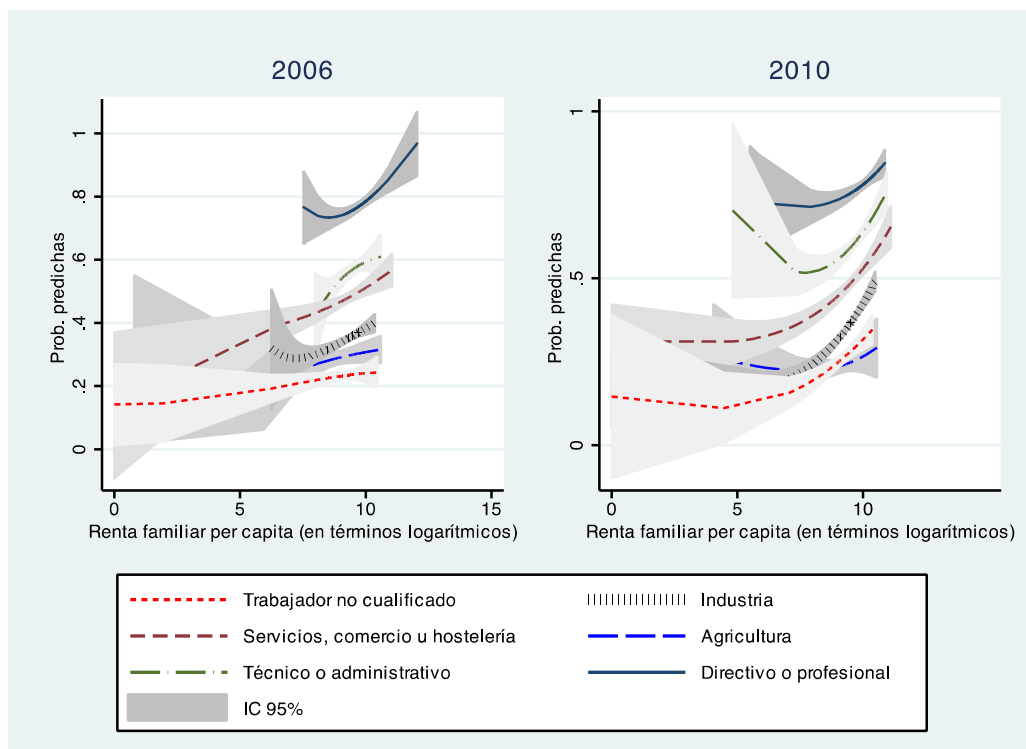 2006
2010
Prob. predichas
0
.2
.4
.6
.8
1
0
5
10
15
Renta familiar per capita (en términos logarítmicos)
Prob. predichas
0
.5
1
0
5
10
Renta familiar per capita (en términos logarítmicos)
Trabajador no cualificado
Industria
Servicios, comercio u hostelería
Agricultura
Técnico o administrativo
Directivo o profesional
IC 95%